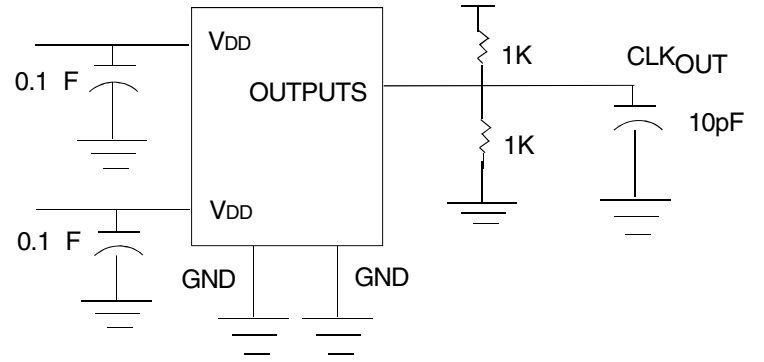 VDD
1K
CLKOUT
0.1 F
OUTPUTS
10pF
1K
VDD
0.1 F
GND
GND